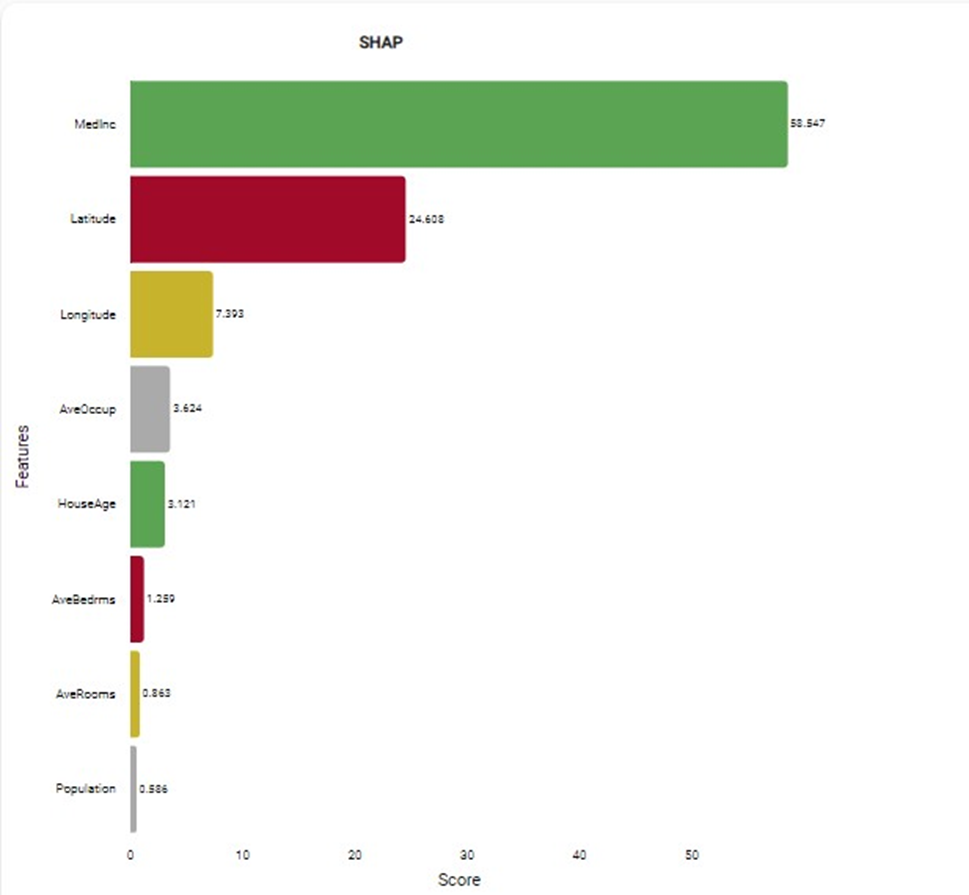 SHAP
MedInc
58.547
Latitude
24.608
Longitude
7.393
AveOccup
3.624
HouseAge
3.121
AveBedrms
1.259
AveRooms
0.863
Population
0.586
Features
0 10 20 30 40 50
Score